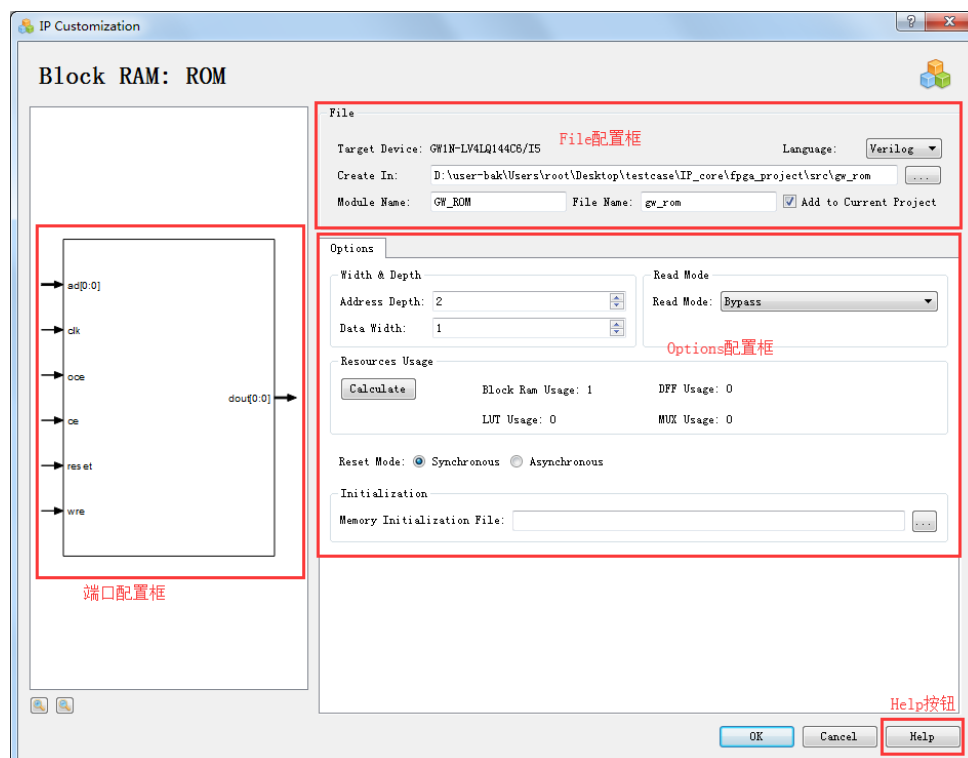 IP Customization
Block RAM: ROM
File
File配置框
Target Device: GW1N-LV4LQ144C6/I5
Language: Verilog
Create In: D:\user-bak\Users\root\Desktop\testcase\IP_core\fpga_project\src\gw_rom ...
Module Name: GW_ROM File Name: gw_rom Add to Current Project
Options
Width & Depth
Address Depth: 2
Data Width: 1
Read Mode
Read Mode: Bypass
Options配置框
Resources Usage
Calculate Block Ram Usage: 1 DFF Usage: 0
LUT Usage: 0 MUX Usage: 0
Reset Mode: Synchronous Asynchronous
Initialization
Memory Initialization File: ...
ad[0:0]
clk
oce
dout[0:0]
ce
reset
wre
端口配置框
Help按钮
OK Cancel Help